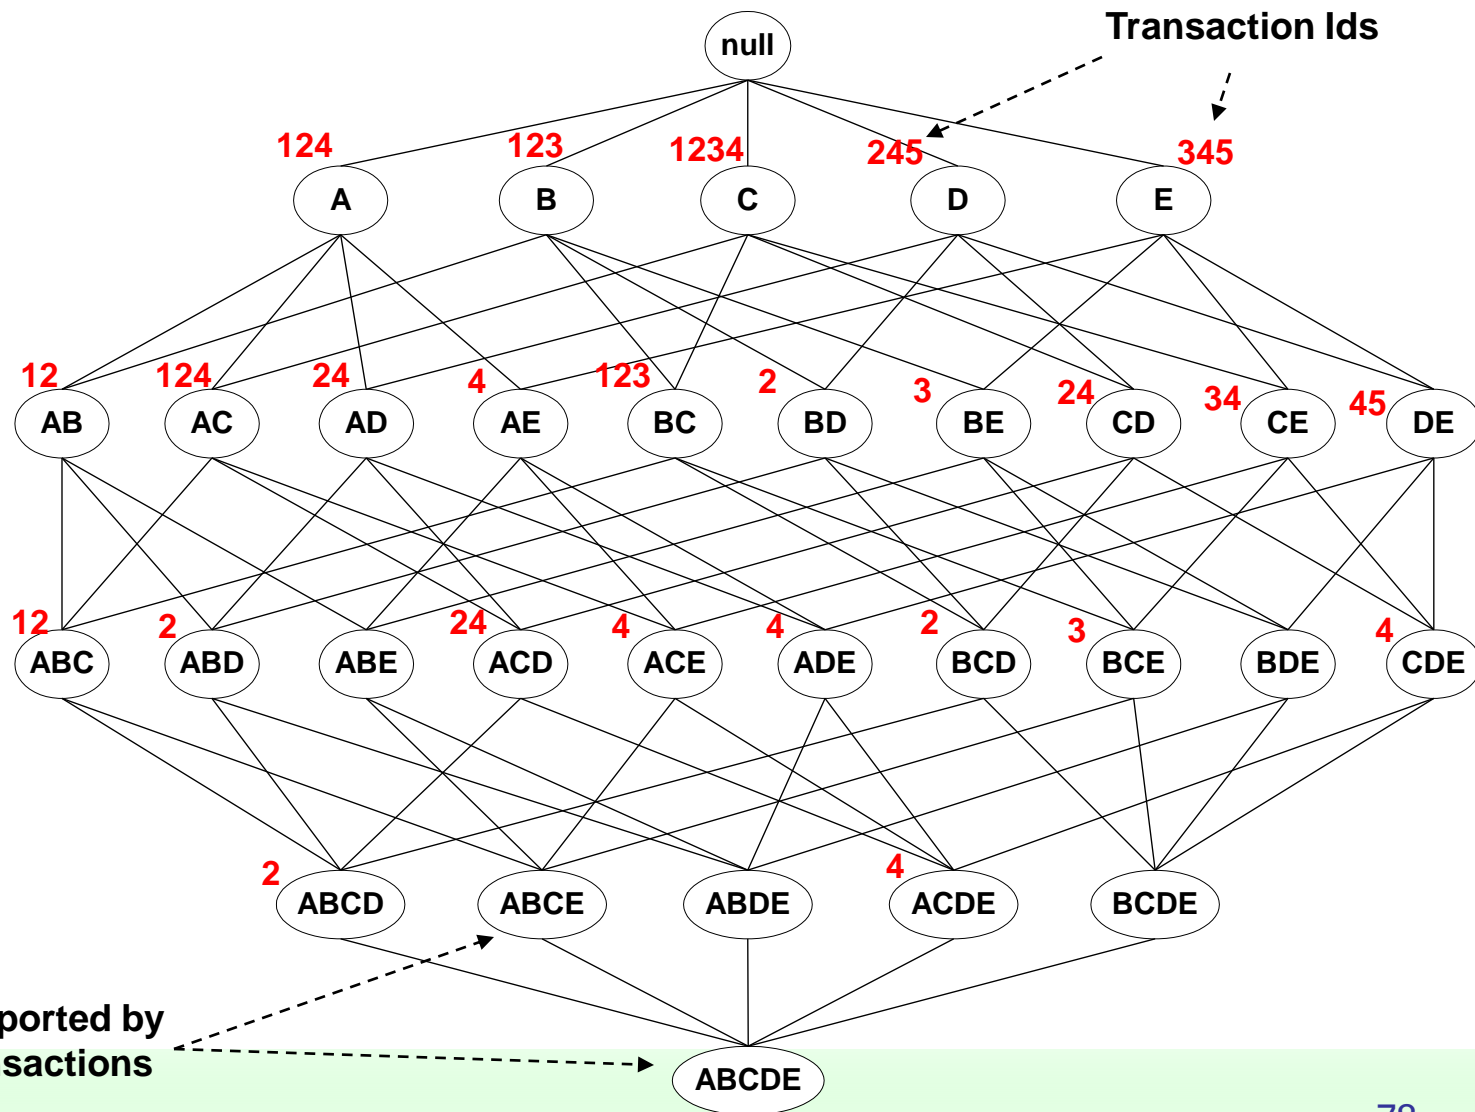 Transaction Ids
null
124 123 1234 245 345
A B C D E
12 124 24 4 123 2 3 24 34 45
AB AC AD AE BC BD BE CD CE DE
12 2 24 4 4 2 3 4
ABC ABD ABE ACD ACE ADE BCD BCE BDE CDE
2 4
ABCD ABCE ABDE ACDE BCDE
ported by
nsactions
ABCDE